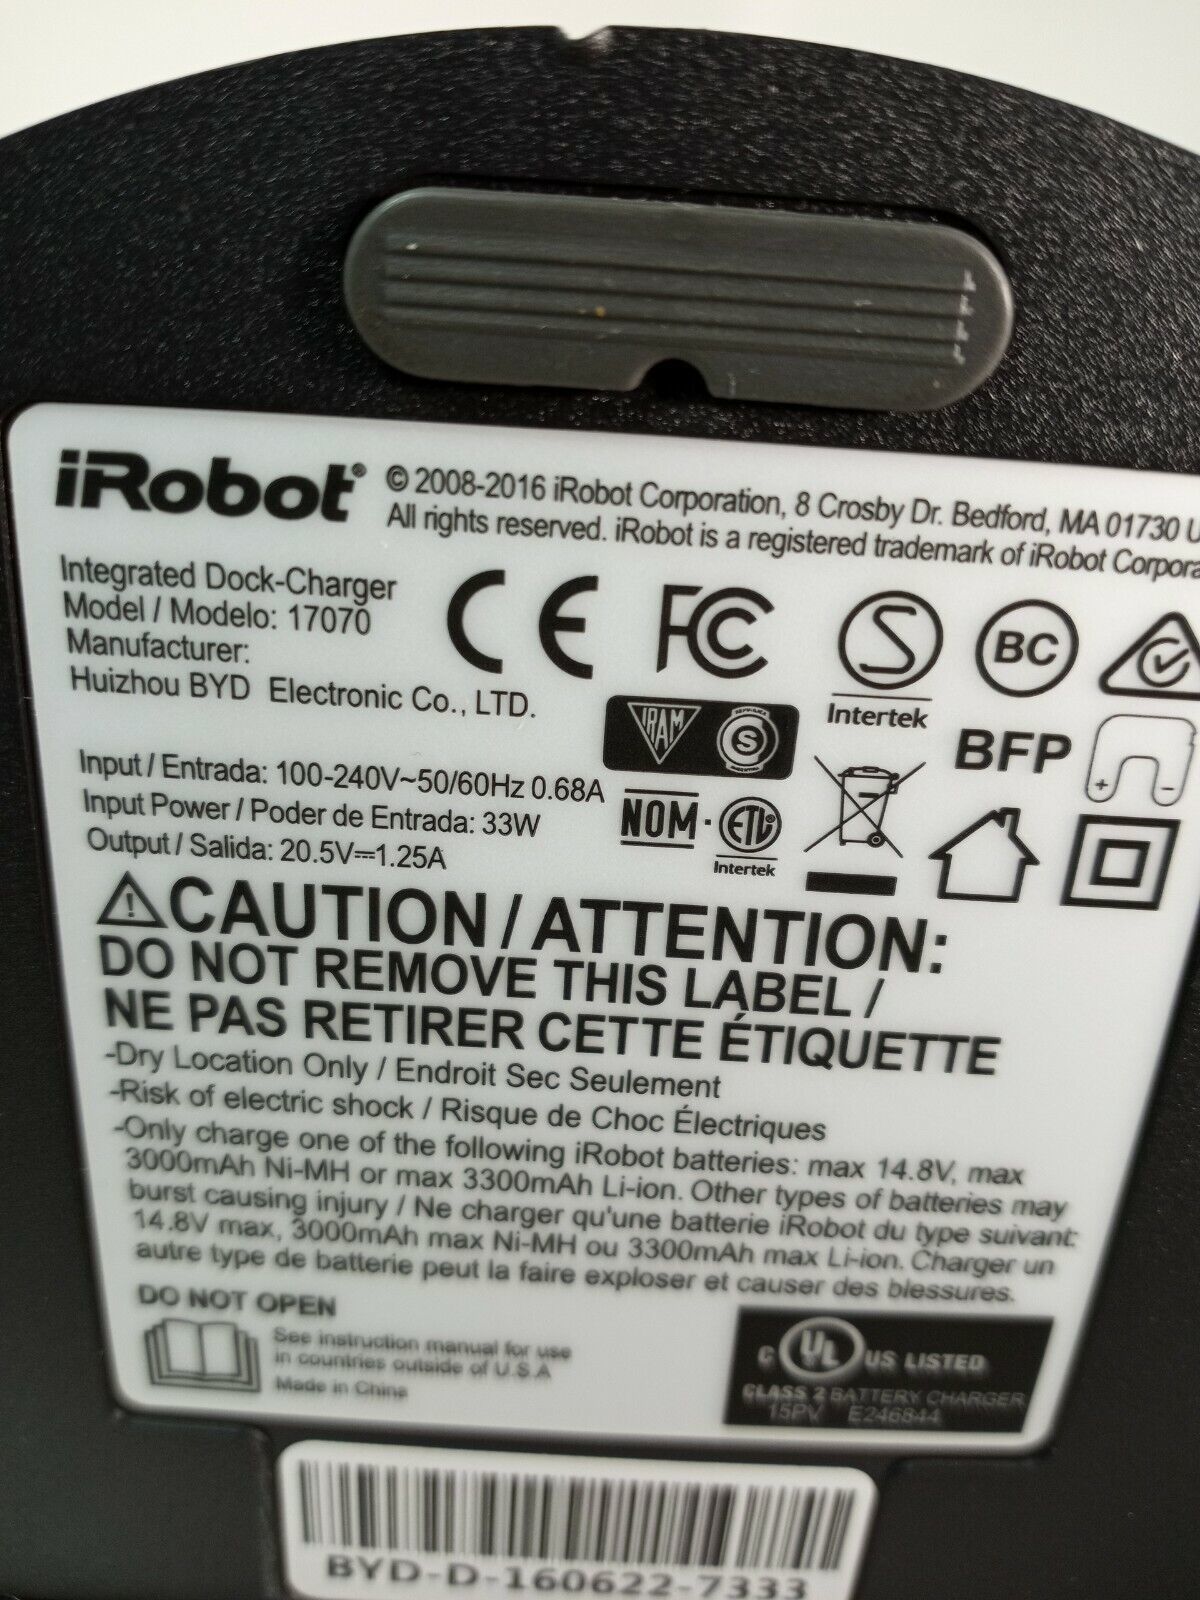 iRobot®
© 2008-2016 iRobot Corporation, 8 Crosby Dr. Bedford, MA 01730
All rights reserved. iRobot is a registered trademark of iRobot
Integrated Dock-Charger
Model / Modelo: 17070
Manufacturer:
Huizhou BYD Electronic Co., LTD.
CE
FC
S
Intertek
BC
IRAM
S
BFP
+ -
Input / Entrada: 100-240V~50/60Hz 0.68A
Input Power / Poder de Entrada: 33W
Output / Salida: 20.5V⎓1.25A
NOM
ETL
Intertek
⚠CAUTION / ATTENTION:
DO NOT REMOVE THIS LABEL /
NE PAS RETIRER CETTE ÉTIQUETTE
-Dry Location Only / Endroit Sec Seulement
-Risk of electric shock / Risque de Choc Électriques
-Only charge one of the following iRobot batteries: max 14.8V, max
3000mAh Ni-MH or max 3300mAh Li-ion. Other types of batteries may
burst causing injury / Ne charger qu'une batterie iRobot du type suivant:
14.8V max, 3000mAh max Ni-MH ou 3300mAh max Li-ion. Charger un
autre type de batterie peut la faire exploser et causer des blessures.
DO NOT OPEN
See instruction manual for use
in countries outside of U.S.A
Made in China
C UL US LISTED
CLASS 2 BATTERY CHARGER
15PV E246844
BYD-D-160622-7333